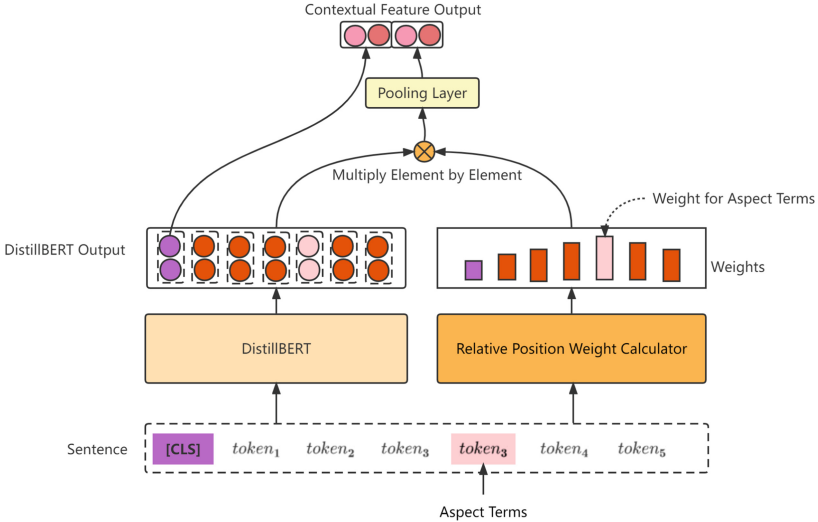 Contextual Feature Output
Pooling Layer
Multiply Element by Element
Weight for Aspect Terms
DistillBERT Output
Weights
DistillBERT
Relative Position Weight Calculator
Sentence
[CLS] token₁ token₂ token₃ token₃ token₄ token₅
Aspect Terms